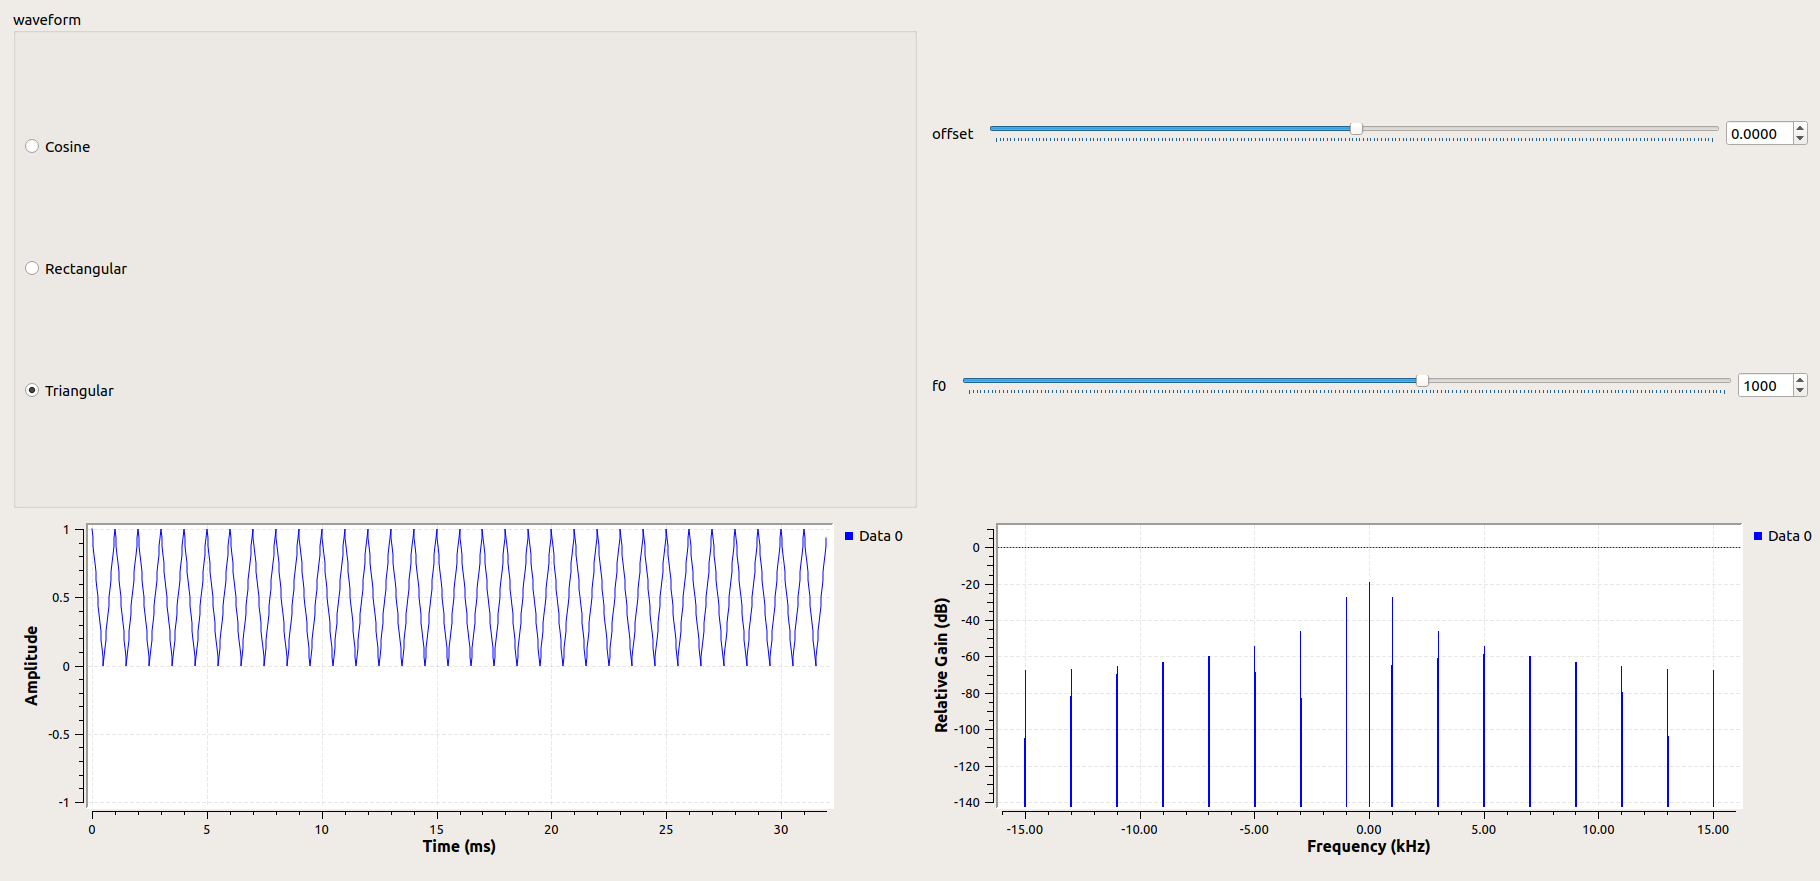 waveform
Cosine
Rectangular
Triangular
offset
0.0000
f0
1000
1
0.5
0
-0.5
-1
Amplitude
0 5 10 15 20 25 30
Time (ms)
Data 0
0
-20
-40
-60
-80
-100
-120
-140
Relative Gain (dB)
-15.00 -10.00 -5.00 0.00 5.00 10.00 15.00
Frequency (kHz)
Data 0